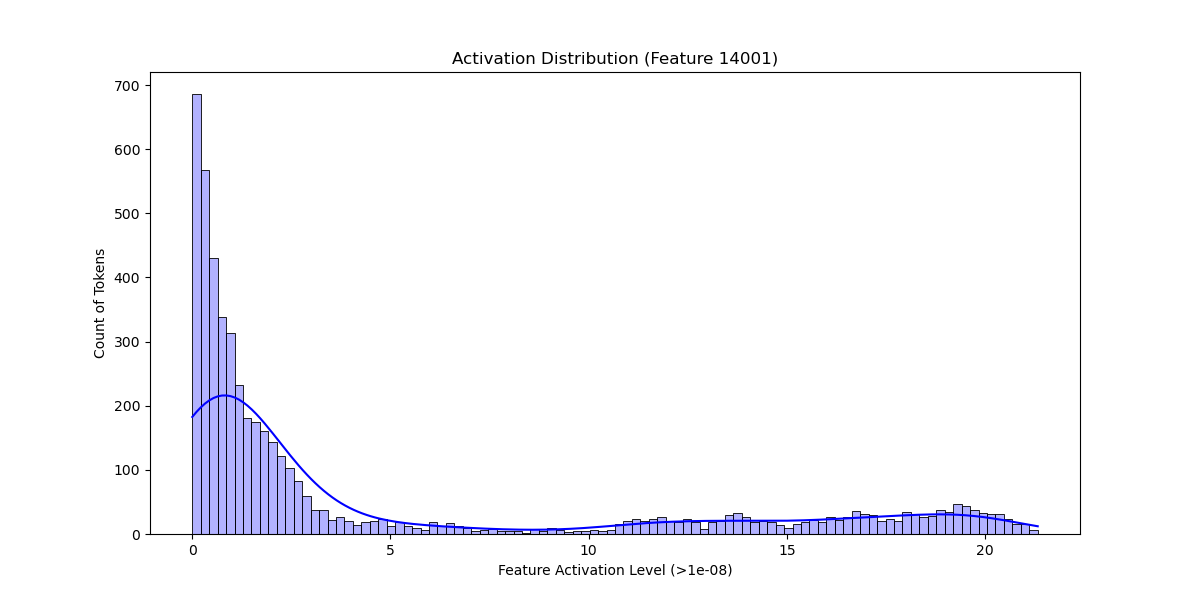 Activation Distribution (Feature 14001)
700
600
500
400
300
200
100
0
Count of Tokens
0 5 10 15 20
Feature Activation Level (>1e-08)